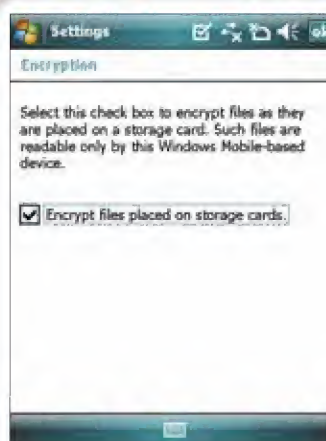 Settings
ok
Encryption
Select this check box to encrypt files as they
are placed on a storage card. Such files are
readable only by this Windows Mobile-based
device.
Encrypt files placed on storage cards.